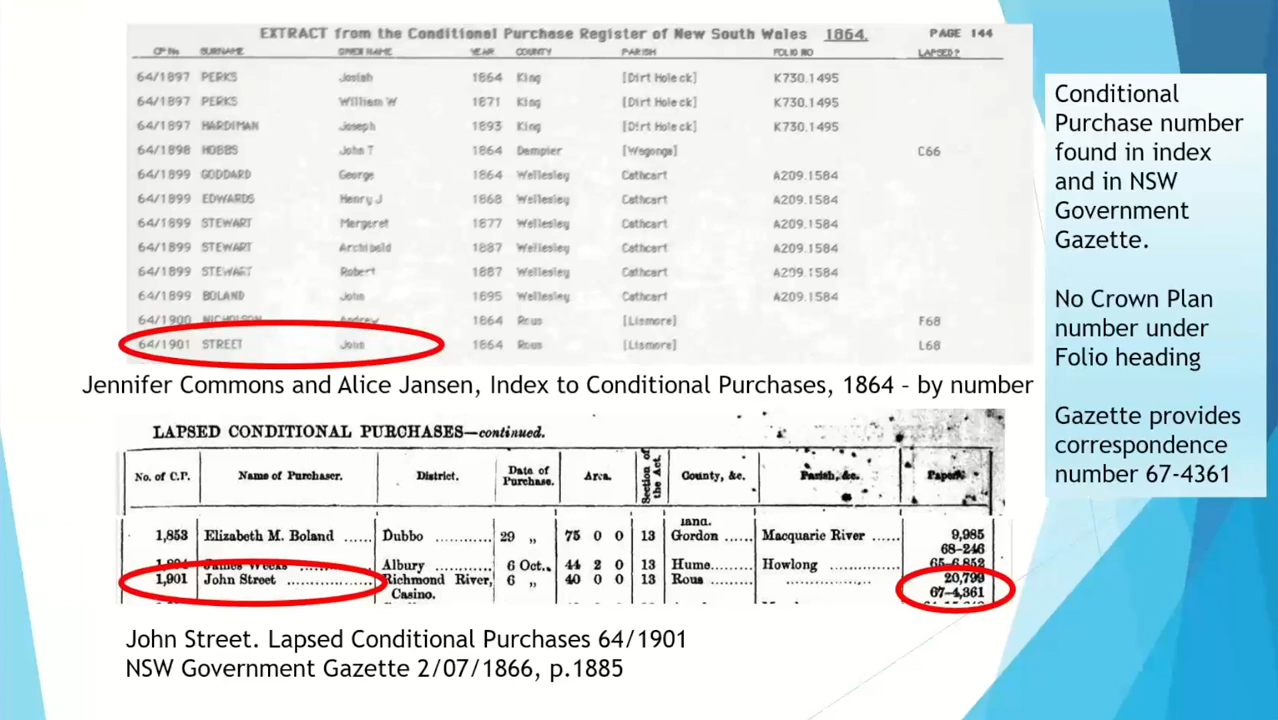 EXTRACT from the Conditional Purchase Register of New South Wales 1864. PAGE 144
CP No SURNAME GIVEN NAME YEAR COUNTY PARISH FOLIO NO LAPSED?
64/1897 PERKS Josiah 1864 King [Dirt Hole ck] K730.1495
64/1897 PERKS William W 1871 King [Dirt Hole ck] K730.1495
64/1897 HARDIMAN Joseph 1893 King [Dirt Hole ck] K730.1495
64/1898 HOBBS John T 1864 Dampier [Wagonga] C66
64/1899 GODDARD George 1864 Wellesley Cathcart A209.1584
64/1899 EDWARDS Henry J 1868 Wellesley Cathcart A209.1584
64/1899 STEWART Margaret 1877 Wellesley Cathcart A209.1584
64/1899 STEWART Archibald 1887 Wellesley Cathcart A209.1584
64/1899 STEWART Robert 1887 Wellesley Cathcart A209.1584
64/1899 BOLAND John 1895 Wellesley Cathcart A209.1584
64/1900 NICHOLSON Andrew 1864 Rous [Lismore] F68
64/1901 STREET John 1864 Rous [Lismore] L68
Jennifer Commons and Alice Jansen, Index to Conditional Purchases, 1864 – by number
LAPSED CONDITIONAL PURCHASES—continued.
No. of C.P. Name of Purchaser. District. Date of Purchase. Area. Section of the Act. County, &c. Parish, &c. Papers.
land.
1,853 Elizabeth M. Boland ...... Dubbo ............ 29 „ 75 0 0 13 Gordon ...... Macquarie River ...... 9,985
68-246
James Weeks Albury ............ 6 Oct.. 44 2 0 13 Hume........ Howlong ............... 65-6,852
1,901 John Street .................. Richmond River, 6 „ 40 0 0 13 Rous ......... .................. 20,799
Casino. 67-4,361
John Street. Lapsed Conditional Purchases 64/1901
NSW Government Gazette 2/07/1866, p.1885
Conditional
Purchase number
found in index
and in NSW
Government
Gazette.
No Crown Plan
number under
Folio heading
Gazette provides
correspondence
number 67-4361